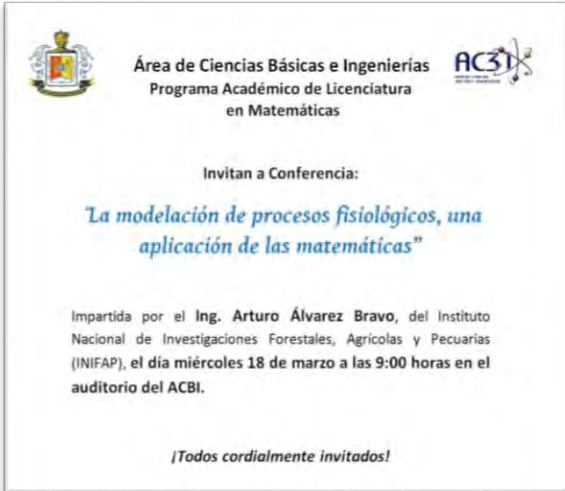 Área de Ciencias Básicas e Ingenierías
AC3I
Programa Académico de Licenciatura
en Matemáticas
Invitan a Conferencia:
"La modelación de procesos fisiológicos, una
aplicación de las matemáticas"
Impartida por el Ing. Arturo Álvarez Bravo, del Instituto
Nacional de Investigaciones Forestales, Agrícolas y Pecuarias
(INIFAP), el día miércoles 18 de marzo a las 9:00 horas en el
auditorio del ACBI.
¡Todos cordialmente invitados!